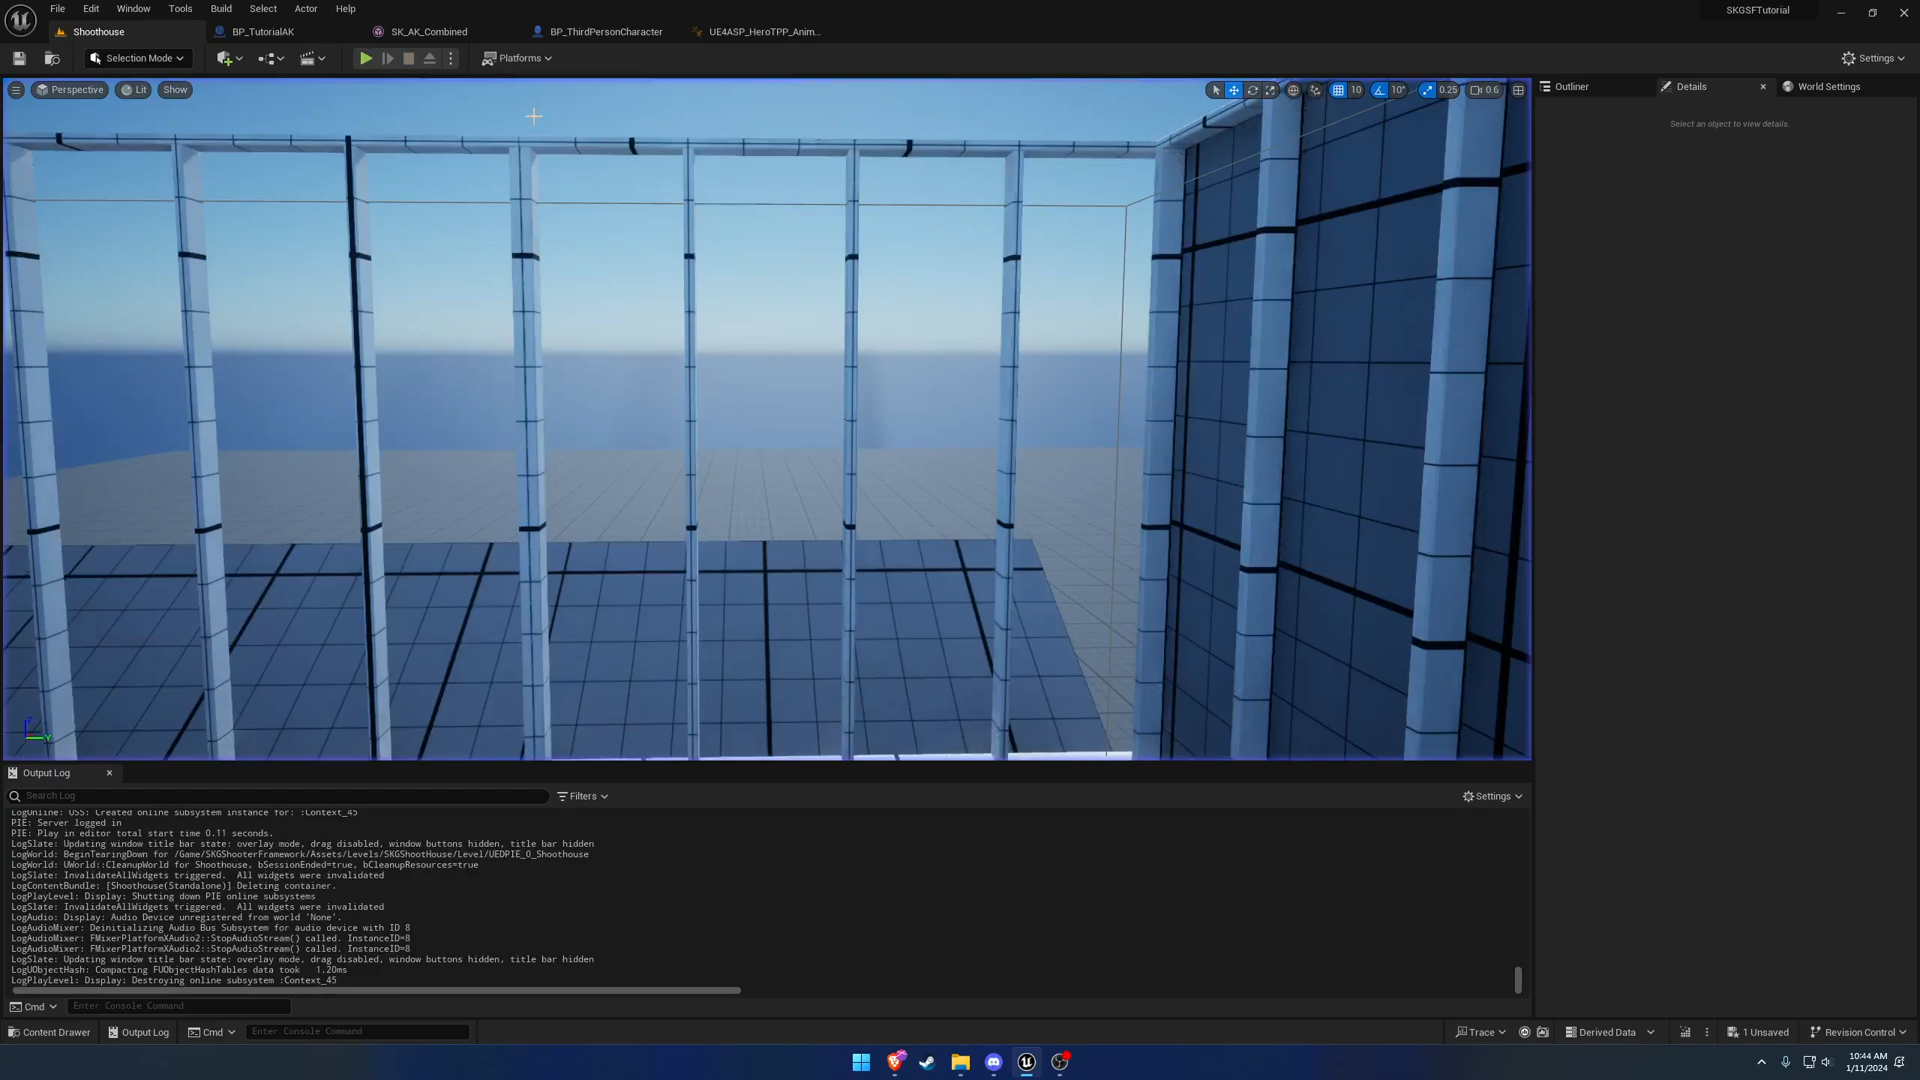 File Edit Window Tools Build Select Actor Help
SKGSFTutorial
Shoothouse
BP_TutorialAK
SK_AK_Combined
BP_ThirdPersonCharacter
UE4ASP_HeroTPP_Anim...
Selection Mode
Platforms
Settings
Perspective
Lit
Show
10
10°
0.25
0.6
Outliner
Details
World Settings
Select an object to view details.
Output Log
Search Log
Filters
Settings
LogOnline: OSS: Created online subsystem instance for: :Context_45
PIE: Server logged in
PIE: Play in editor total start time 0.11 seconds.
LogSlate: Updating window title bar state: overlay mode, drag disabled, window buttons hidden, title bar hidden
LogWorld: BeginTearingDown for /Game/SKGShooterFramework/Assets/Levels/SKGShootHouse/Level/UEDPIE_0_Shoothouse
LogWorld: UWorld::CleanupWorld for Shoothouse, bSessionEnded=true, bCleanupResources=true
LogSlate: InvalidateAllWidgets triggered.  All widgets were invalidated
LogContentBundle: [Shoothouse(Standalone)] Deleting container.
LogPlayLevel: Display: Shutting down PIE online subsystems
LogSlate: InvalidateAllWidgets triggered.  All widgets were invalidated
LogAudio: Display: Audio Device unregistered from world 'None'.
LogAudioMixer: Deinitializing Audio Bus Subsystem for audio device with ID 8
LogAudioMixer: FMixerPlatformXAudio2::StopAudioStream() called. InstanceID=8
LogAudioMixer: FMixerPlatformXAudio2::StopAudioStream() called. InstanceID=8
LogSlate: Updating window title bar state: overlay mode, drag disabled, window buttons hidden, title bar hidden
LogUObjectHash: Compacting FUObjectHashTables data took   1.20ms
LogPlayLevel: Display: Destroying online subsystem :Context_45
Cmd
Enter Console Command
Content Drawer
Output Log
Cmd
Enter Console Command
Trace
Derived Data
1 Unsaved
Revision Control
10:44 AM
1/11/2024